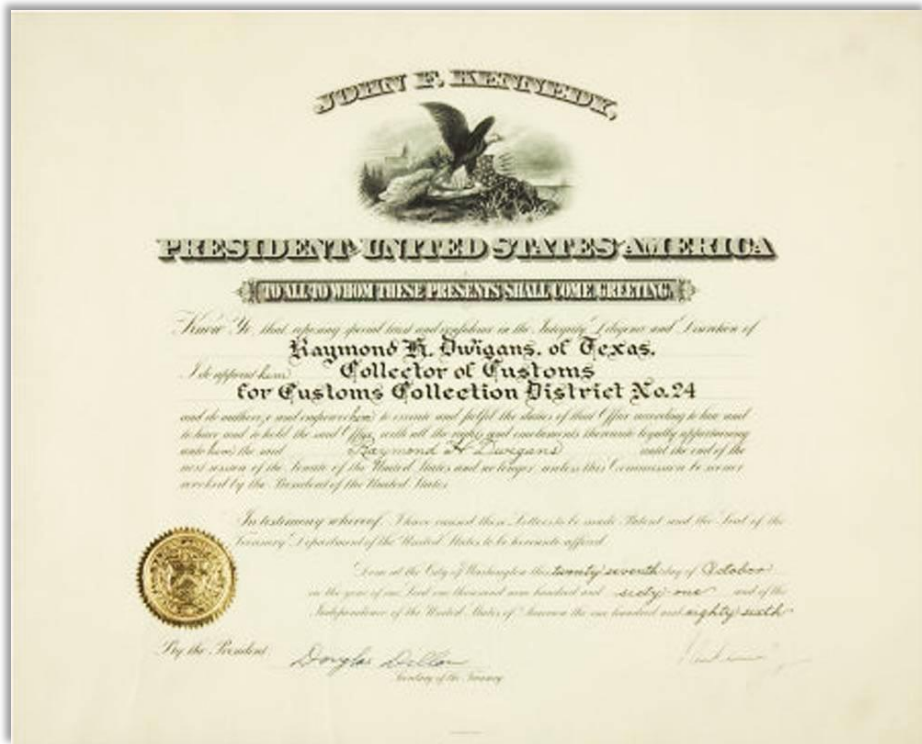 JOHN F. KENNEDY,
PRESIDENT OF UNITED STATES OF AMERICA
TO ALL TO WHOM THESE PRESENTS SHALL COME GREETING.
Know Ye that reposing special trust and confidence in the Integrity Diligence and Discretion of
Raymond H. Dwigans, of Texas,
I do appoint him Collector of Customs
for Customs Collection District No. 24
and do authorize and empower him to execute and fulfil the duties of that Office according to law and
to have and to hold the said Office with all the rights and emoluments thereunto legally appertaining
unto him the said Raymond H Dwigans until the end of the
next session of the Senate of the United States and no longer unless this Commission be sooner
revoked by the President of the United States
In testimony whereof I have caused these Letters to be made Patent and the Seal of the
Treasury Department of the United States to be hereunto affixed
Done at the City of Washington this twenty seventh day of October
in the year of our Lord one thousand nine hundred and sixty one and of the
Independence of the United States of America the one hundred and eighty sixth
By the President
Douglas Dillon
Secretary of the Treasury